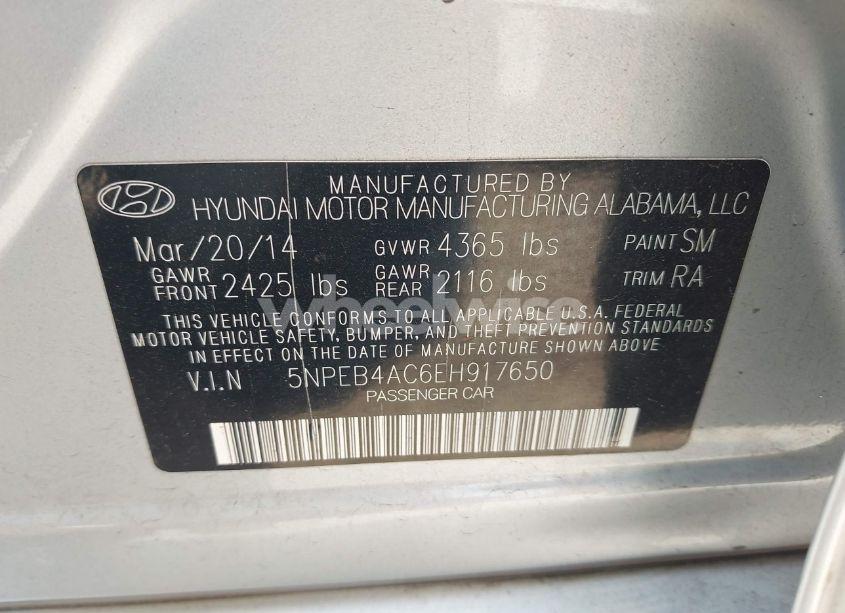 MANUFACTURED BY
HYUNDAI MOTOR MANUFACTURING ALABAMA, LLC
Mar/20/14 GVWR 4365 lbs PAINT SM
GAWR FRONT 2425 lbs GAWR REAR 2116 lbs TRIM RA
THIS VEHICLE CONFORMS TO ALL APPLICABLE U.S.A. FEDERAL
MOTOR VEHICLE SAFETY, BUMPER, AND THEFT PREVENTION STANDARDS
IN EFFECT ON THE DATE OF MANUFACTURE SHOWN ABOVE
V.I.N 5NPEB4AC6EH917650
PASSENGER CAR
wheelwise